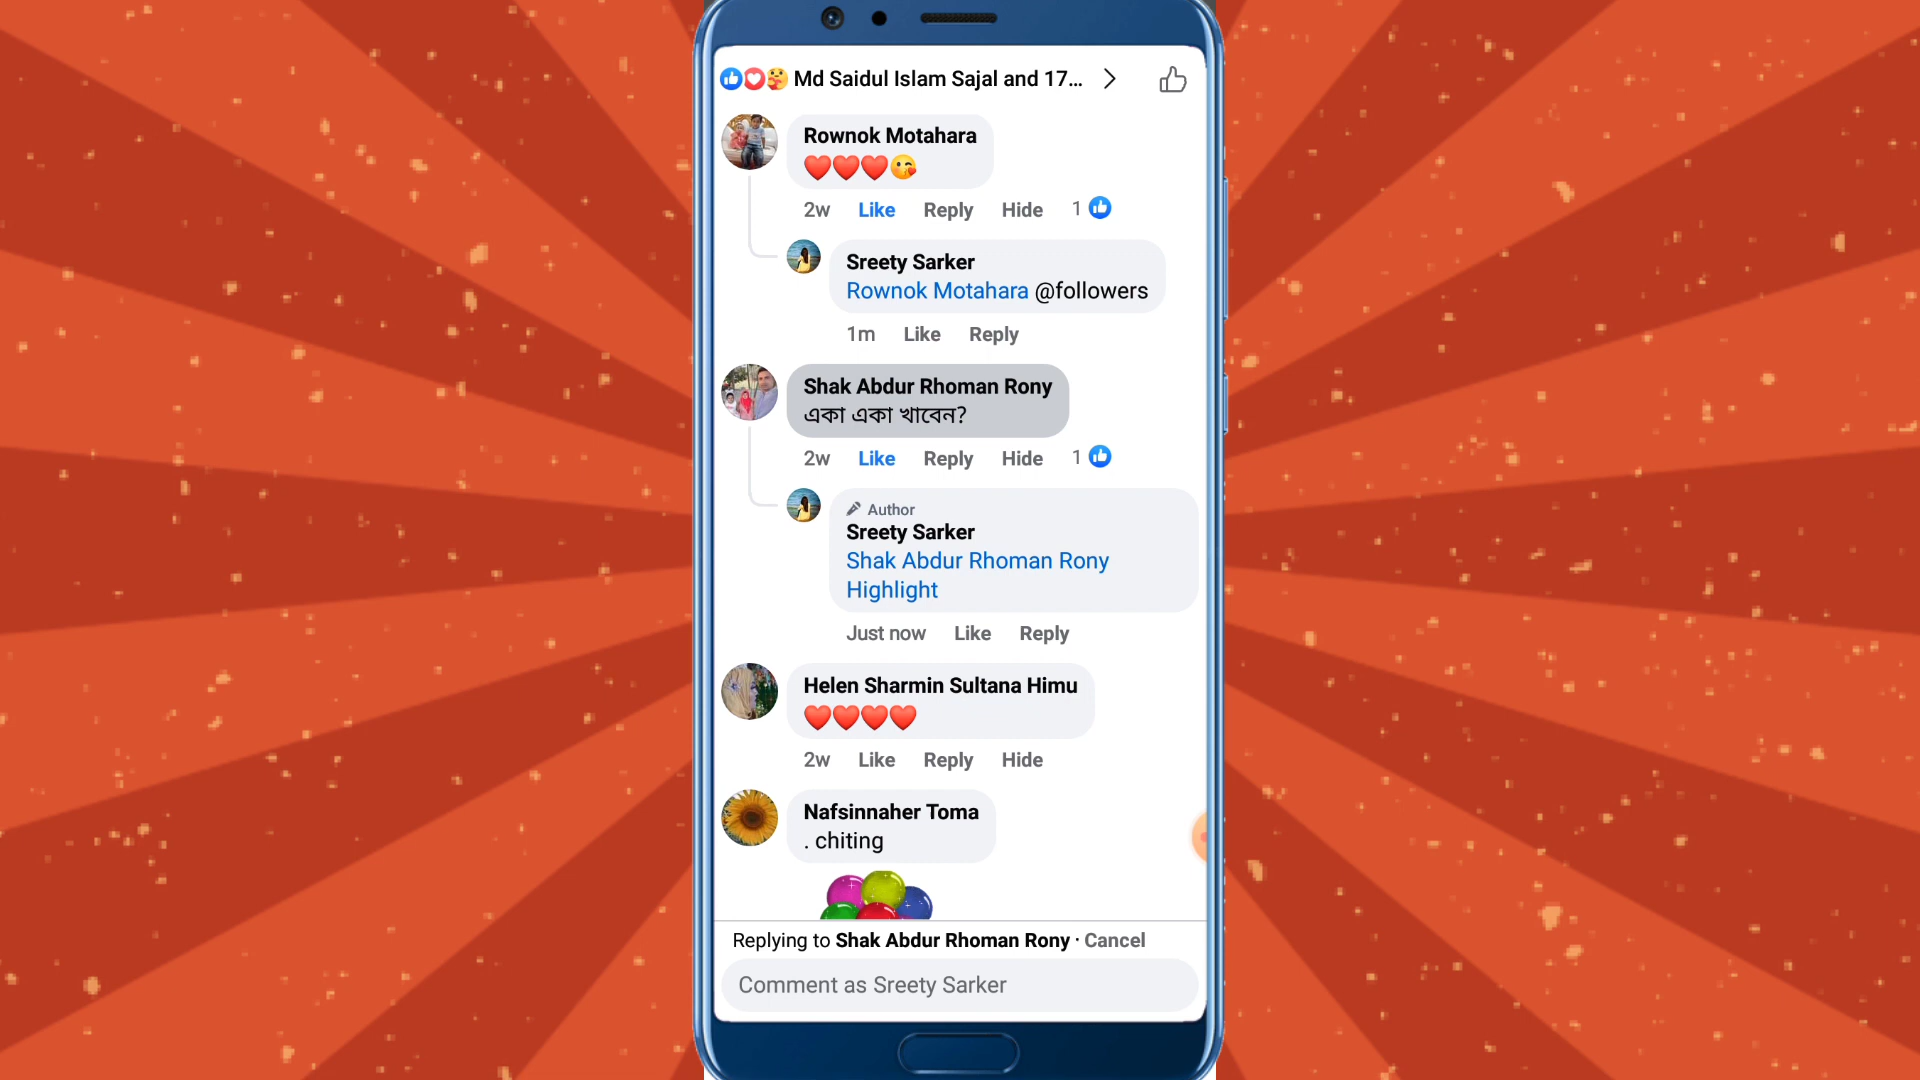 Md Saidul Islam Sajal and 17...
Rownok Motahara
❤️❤️❤️😘
2w Like Reply Hide 1
Sreety Sarker
Rownok Motahara @followers
1m Like Reply
Shak Abdur Rhoman Rony
একা একা খাবেন?
2w Like Reply Hide 1
Author
Sreety Sarker
Shak Abdur Rhoman Rony
Highlight
Just now Like Reply
Helen Sharmin Sultana Himu
❤️❤️❤️❤️
2w Like Reply Hide
Nafsinnaher Toma
. chiting
Replying to Shak Abdur Rhoman Rony · Cancel
Comment as Sreety Sarker